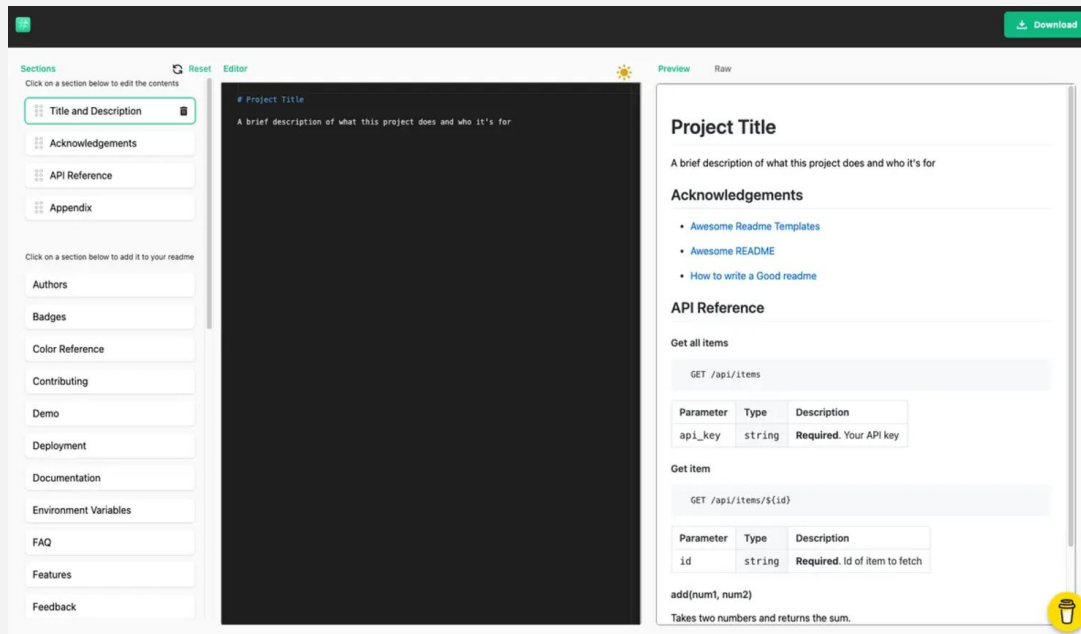 Download
Sections
Reset
Click on a section below to edit the contents
Title and Description
Acknowledgements
API Reference
Appendix
Click on a section below to add it to your readme
Authors
Badges
Color Reference
Contributing
Demo
Deployment
Documentation
Environment Variables
FAQ
Features
Feedback
Editor
# Project Title
A brief description of what this project does and who it's for
Preview Raw
Project Title
A brief description of what this project does and who it's for
Acknowledgements
• Awesome Readme Templates
• Awesome README
• How to write a Good readme
API Reference
Get all items
GET /api/items
Parameter Type Description
api_key string Required. Your API key
Get item
GET /api/items/${id}
Parameter Type Description
id string Required. Id of item to fetch
add(num1, num2)
Takes two numbers and returns the sum.